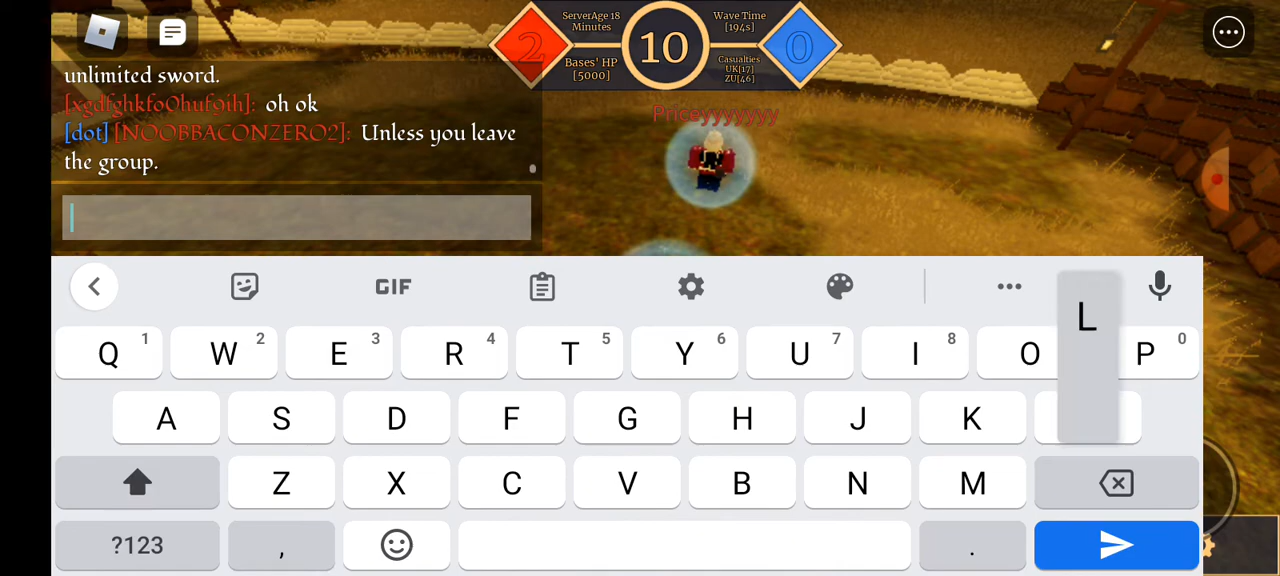 ServerAge 18
Minutes
Bases' HP
[5000]
2
10
0
Wave Time
[194s]
Casualties
UK[17]
ZU[46]
unlimited sword.
[xgdfghkfo0huf9ih]: oh ok
[dot][NOOBBACONZERO2]: Unless you leave
the group.
Priceyyyyyyy
GIF
Q 1 W 2 E 3 R 4 T 5 Y 6 U 7 I 8 O P 0
A S D F G H J K L
Z X C V B N M
?123 , .